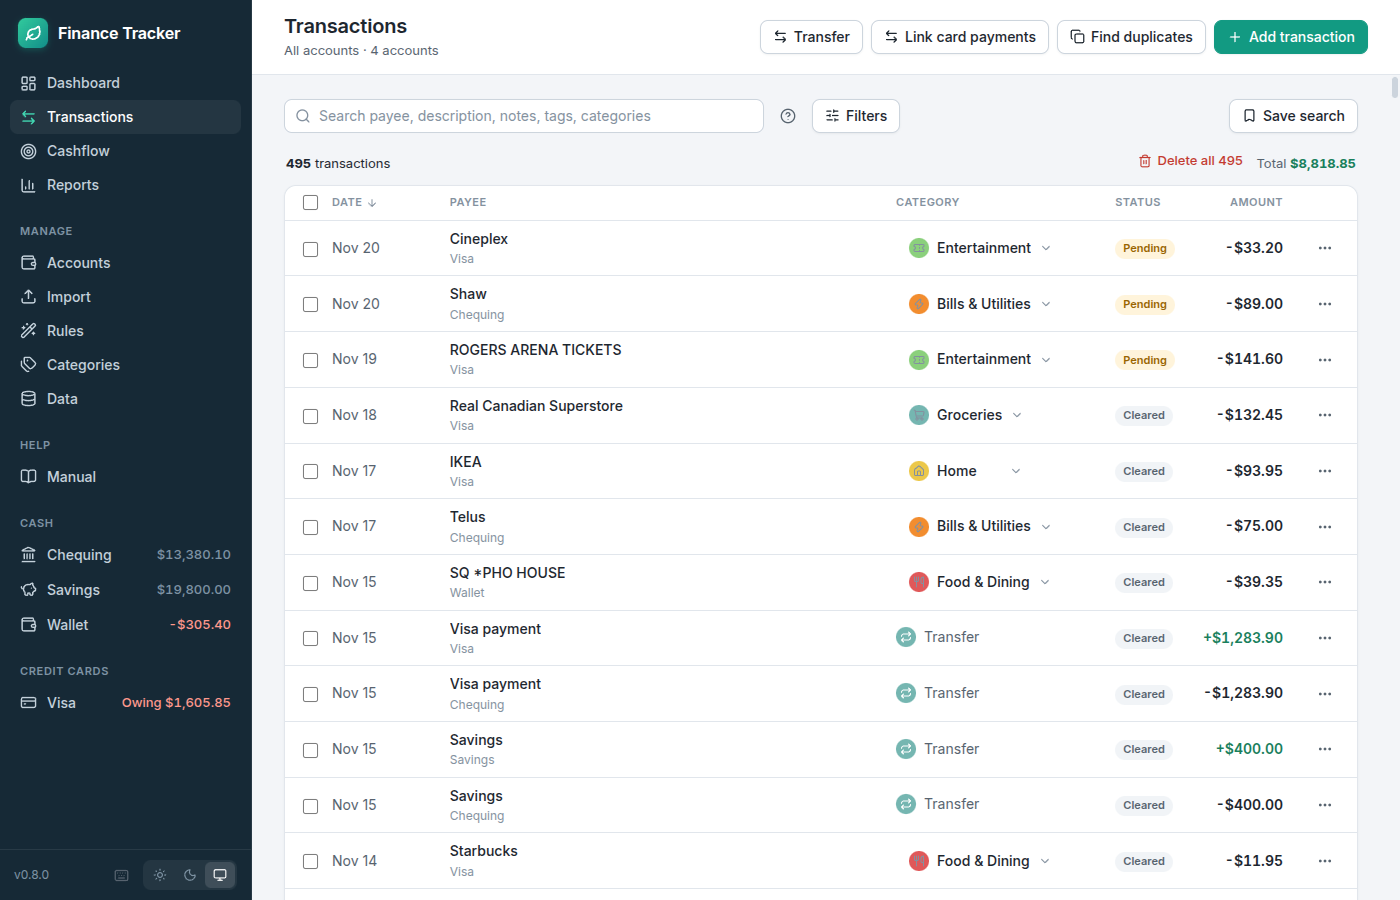 Finance Tracker
Dashboard
Transactions
Cashflow
Reports
MANAGE
Accounts
Import
Rules
Categories
Data
HELP
Manual
CASH
Chequing $13,380.10
Savings $19,800.00
Wallet -$305.40
CREDIT CARDS
Visa Owing $1,605.85
v0.8.0
Transactions
All accounts · 4 accounts
Transfer Link card payments Find duplicates Add transaction
Search payee, description, notes, tags, categories Filters Save search
495 transactions Delete all 495 Total $8,818.85
DATE PAYEE CATEGORY STATUS AMOUNT
Nov 20 Cineplex Entertainment Pending -$33.20
Visa
Nov 20 Shaw Bills & Utilities Pending -$89.00
Chequing
Nov 19 ROGERS ARENA TICKETS Entertainment Pending -$141.60
Visa
Nov 18 Real Canadian Superstore Groceries Cleared -$132.45
Visa
Nov 17 IKEA Home Cleared -$93.95
Visa
Nov 17 Telus Bills & Utilities Cleared -$75.00
Chequing
Nov 15 SQ *PHO HOUSE Food & Dining Cleared -$39.35
Wallet
Nov 15 Visa payment Transfer Cleared +$1,283.90
Visa
Nov 15 Visa payment Transfer Cleared -$1,283.90
Chequing
Nov 15 Savings Transfer Cleared +$400.00
Savings
Nov 15 Savings Transfer Cleared -$400.00
Chequing
Nov 14 Starbucks Food & Dining Cleared -$11.95
Visa